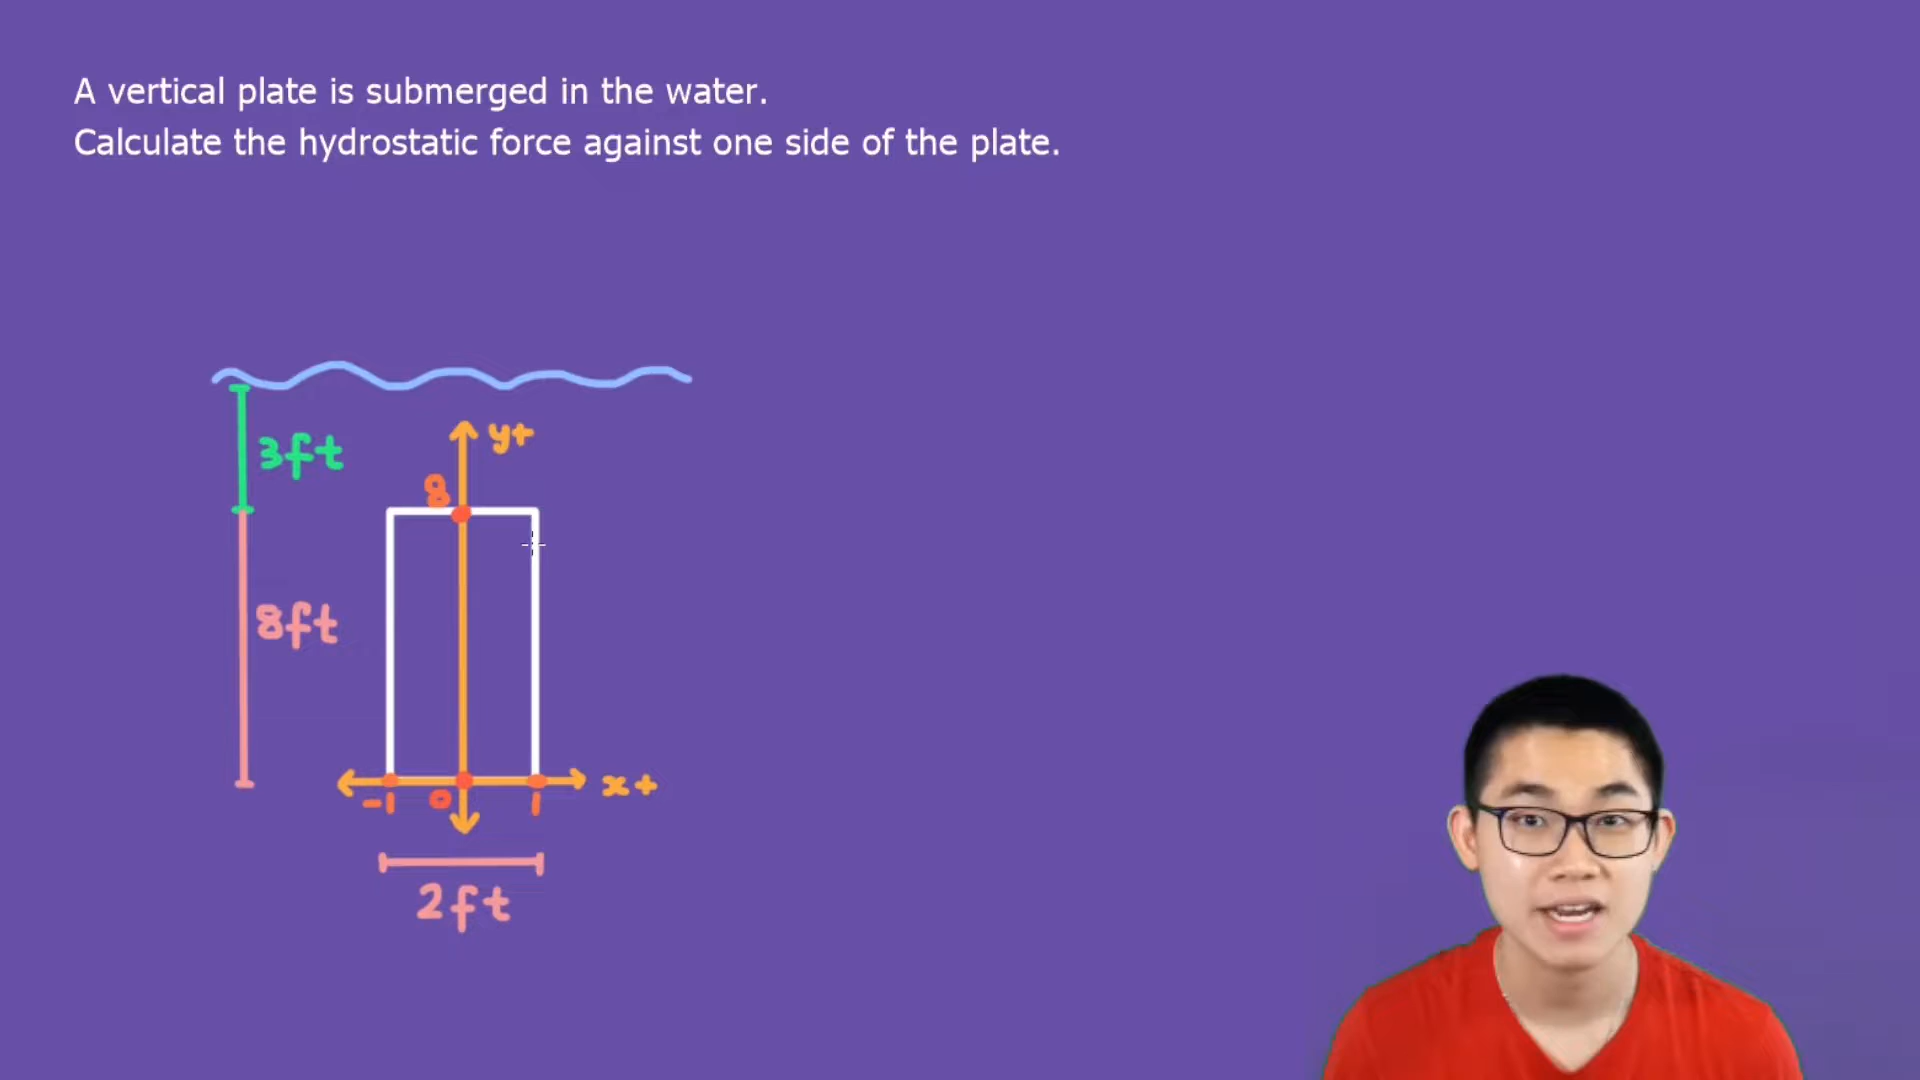 A vertical plate is submerged in the water.
Calculate the hydrostatic force against one side of the plate.
y+
3ft
8
8ft
x+
-1 0 1
2ft